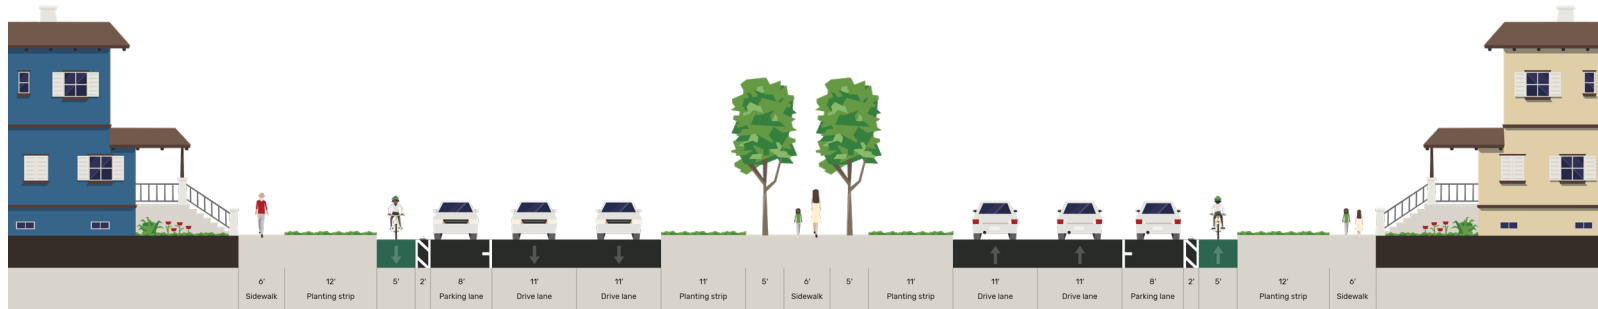 6' 12' 5' 2' 8' 11' 11' 11' 5' 6' 5' 11' 11' 11' 8' 2' 5' 12' 6'
Sidewalk Planting strip Parking lane Drive lane Drive lane Planting strip Sidewalk Planting strip Drive lane Drive lane Parking lane Planting strip Sidewalk